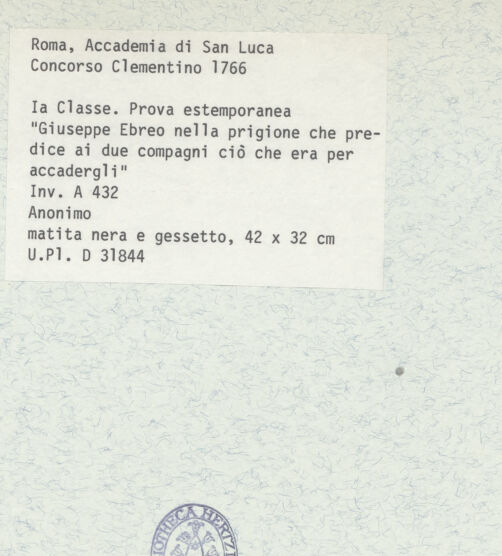 Roma, Accademia di San Luca
Concorso Clementino 1766
Ia Classe. Prova estemporanea
"Giuseppe Ebreo nella prigione che pre-
dice ai due compagni ciò che era per
accadergli"
Inv. A 432
Anonimo
matita nera e gessetto, 42 x 32 cm
U.Pl. D 31844